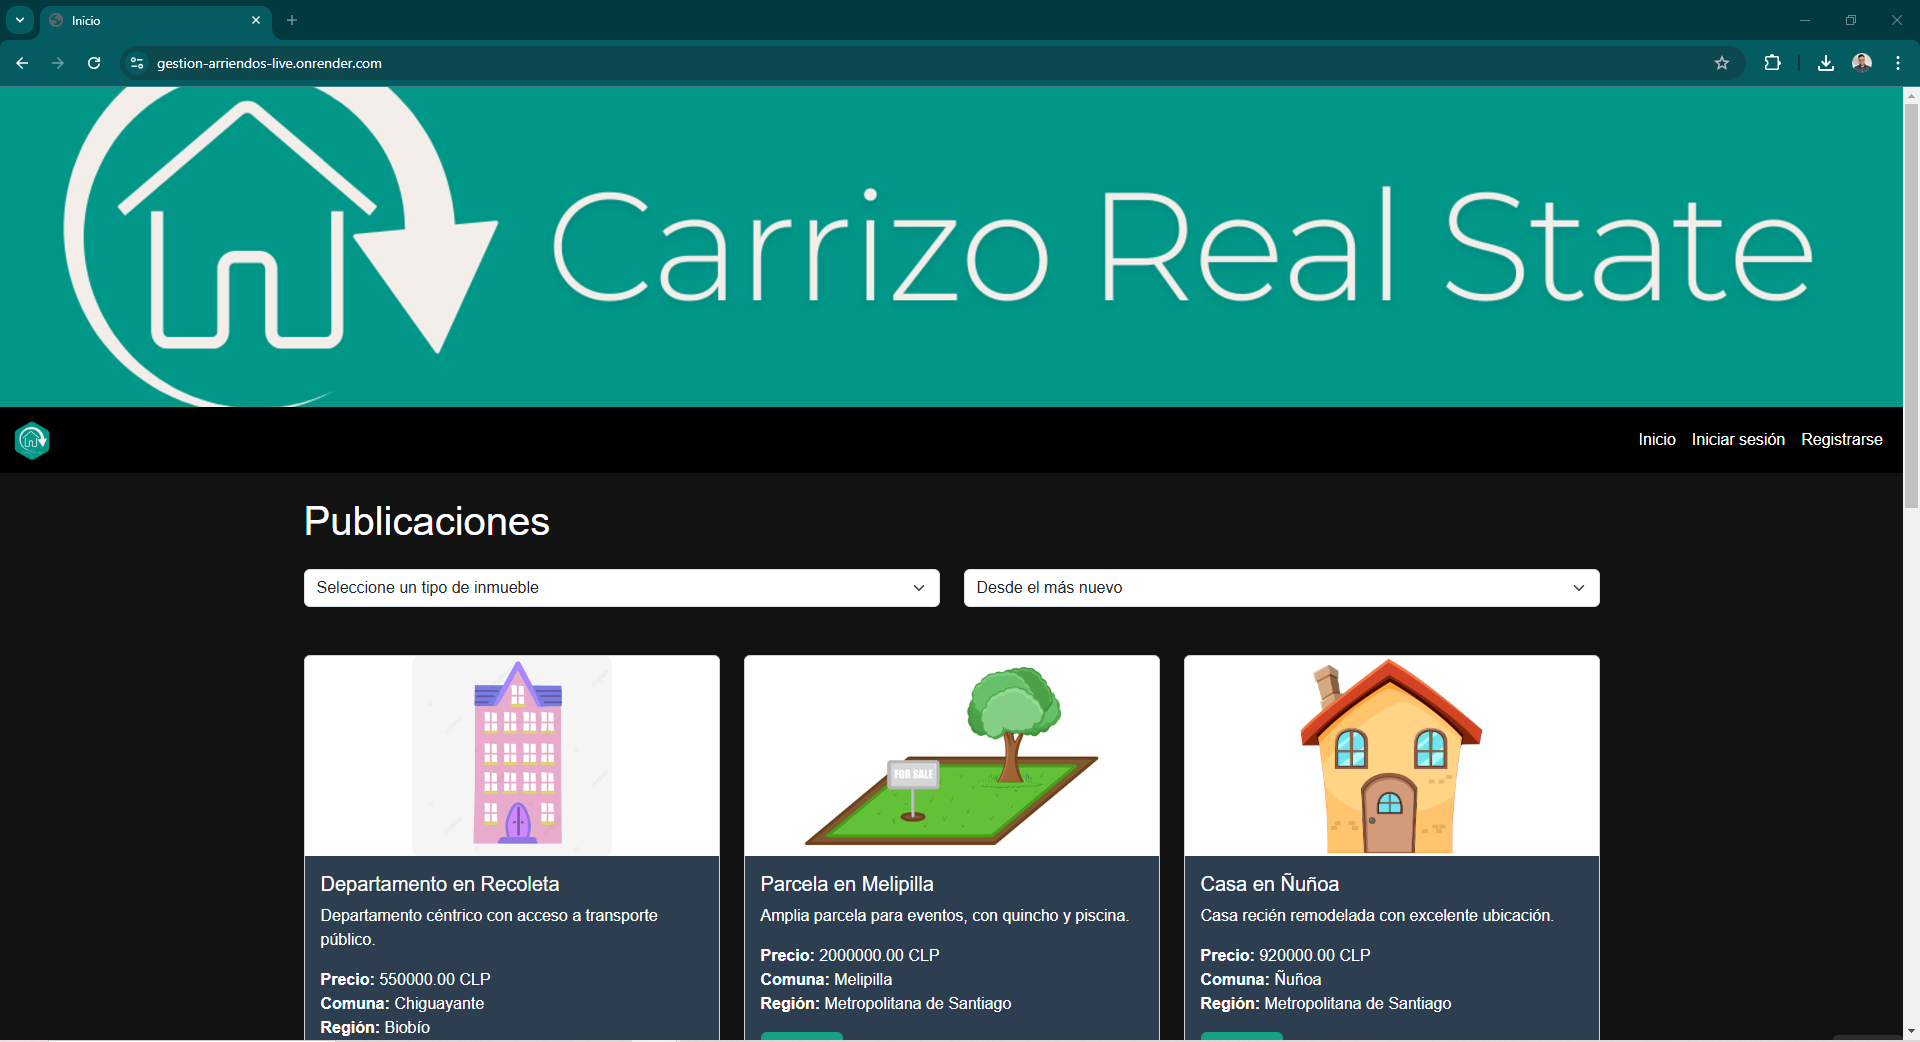 Inicio
gestion-arriendos-live.onrender.com
Carrizo Real State
Inicio Iniciar sesión Registrarse
Publicaciones
Seleccione un tipo de inmueble
Desde el más nuevo
FOR SALE
Departamento en Recoleta
Departamento céntrico con acceso a transporte
público.
Precio: 550000.00 CLP
Comuna: Chiguayante
Región: Biobío
Parcela en Melipilla
Amplia parcela para eventos, con quincho y piscina.
Precio: 2000000.00 CLP
Comuna: Melipilla
Región: Metropolitana de Santiago
Casa en Ñuñoa
Casa recién remodelada con excelente ubicación.
Precio: 920000.00 CLP
Comuna: Ñuñoa
Región: Metropolitana de Santiago